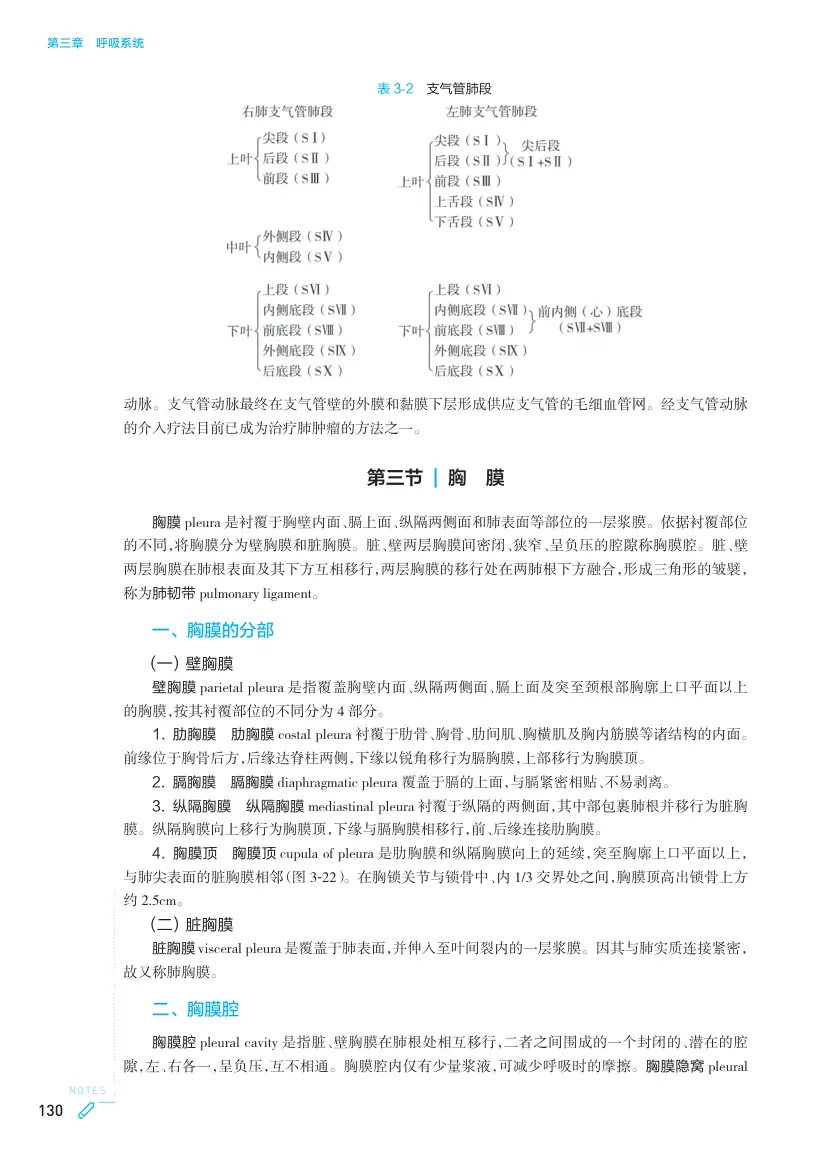 第三章　呼吸系统
表 3-2　支气管肺段
右肺支气管肺段　左肺支气管肺段
上叶
尖段（SⅠ）
后段（SⅡ）
前段（SⅢ）
中叶
外侧段（SⅣ）
内侧段（SⅤ）
下叶
上段（SⅥ）
内侧底段（SⅦ）
前底段（SⅧ）
外侧底段（SⅨ）
后底段（SⅩ）
上叶
尖段（SⅠ）
后段（SⅡ）
尖后段
（SⅠ+SⅡ）
前段（SⅢ）
上舌段（SⅣ）
下舌段（SⅤ）
下叶
上段（SⅥ）
内侧底段（SⅦ）
前底段（SⅧ）
前内侧（心）底段
（SⅦ+SⅧ）
外侧底段（SⅨ）
后底段（SⅩ）
动脉。支气管动脉最终在支气管壁的外膜和黏膜下层形成供应支气管的毛细血管网。经支气管动脉
的介入疗法目前已成为治疗肺肿瘤的方法之一。
第三节 | 胸　膜
胸膜 pleura 是衬覆于胸壁内面、膈上面、纵隔两侧面和肺表面等部位的一层浆膜。依据衬覆部位
的不同,将胸膜分为壁胸膜和脏胸膜。脏、壁两层胸膜间密闭、狭窄、呈负压的腔隙称胸膜腔。脏、壁
两层胸膜在肺根表面及其下方互相移行,两层胸膜的移行处在两肺根下方融合,形成三角形的皱襞,
称为肺韧带 pulmonary ligament。
一、胸膜的分部
（一）壁胸膜
壁胸膜 parietal pleura 是指覆盖胸壁内面、纵隔两侧面、膈上面及突至颈根部胸廓上口平面以上
的胸膜,按其衬覆部位的不同分为 4 部分。
1. 肋胸膜　肋胸膜 costal pleura 衬覆于肋骨、胸骨、肋间肌、胸横肌及胸内筋膜等诸结构的内面。
前缘位于胸骨后方,后缘达脊柱两侧,下缘以锐角移行为膈胸膜,上部移行为胸膜顶。
2. 膈胸膜　膈胸膜 diaphragmatic pleura 覆盖于膈的上面,与膈紧密相贴、不易剥离。
3. 纵隔胸膜　纵隔胸膜 mediastinal pleura 衬覆于纵隔的两侧面,其中部包裹肺根并移行为脏胸
膜。纵隔胸膜向上移行为胸膜顶,下缘与膈胸膜相移行,前、后缘连接肋胸膜。
4. 胸膜顶　胸膜顶 cupula of pleura 是肋胸膜和纵隔胸膜向上的延续,突至胸廓上口平面以上,
与肺尖表面的脏胸膜相邻（图 3-22）。在胸锁关节与锁骨中、内 1/3 交界处之间,胸膜顶高出锁骨上方
约 2.5cm。
（二）脏胸膜
脏胸膜 visceral pleura 是覆盖于肺表面,并伸入至叶间裂内的一层浆膜。因其与肺实质连接紧密,
故又称肺胸膜。
二、胸膜腔
胸膜腔 pleural cavity 是指脏、壁胸膜在肺根处相互移行,二者之间围成的一个封闭的、潜在的腔
隙,左、右各一,呈负压,互不相通。胸膜腔内仅有少量浆液,可减少呼吸时的摩擦。胸膜隐窝 pleural
NOTES
130